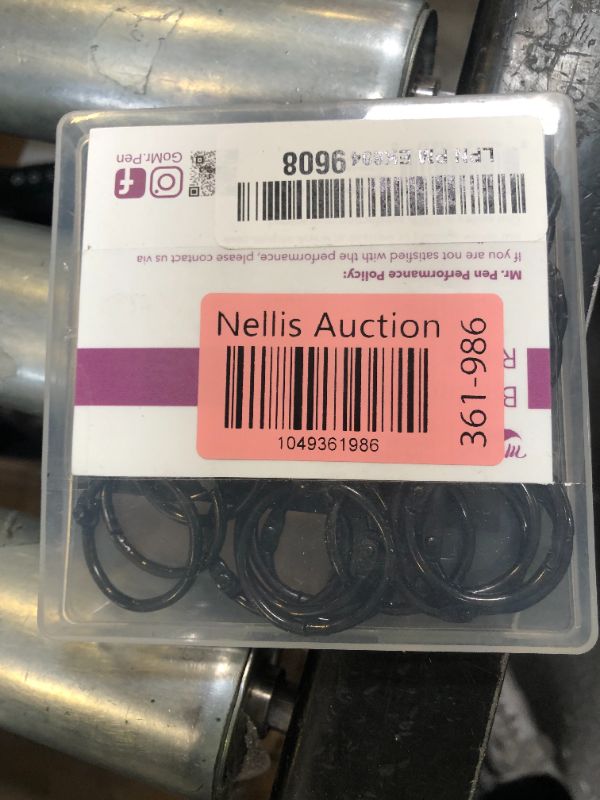 GoMr.Pen
9608
If you are not satisfied with the performance, please contact us via
Mr. Pen Performance Policy:
Nellis Auction
1049361986
361-986